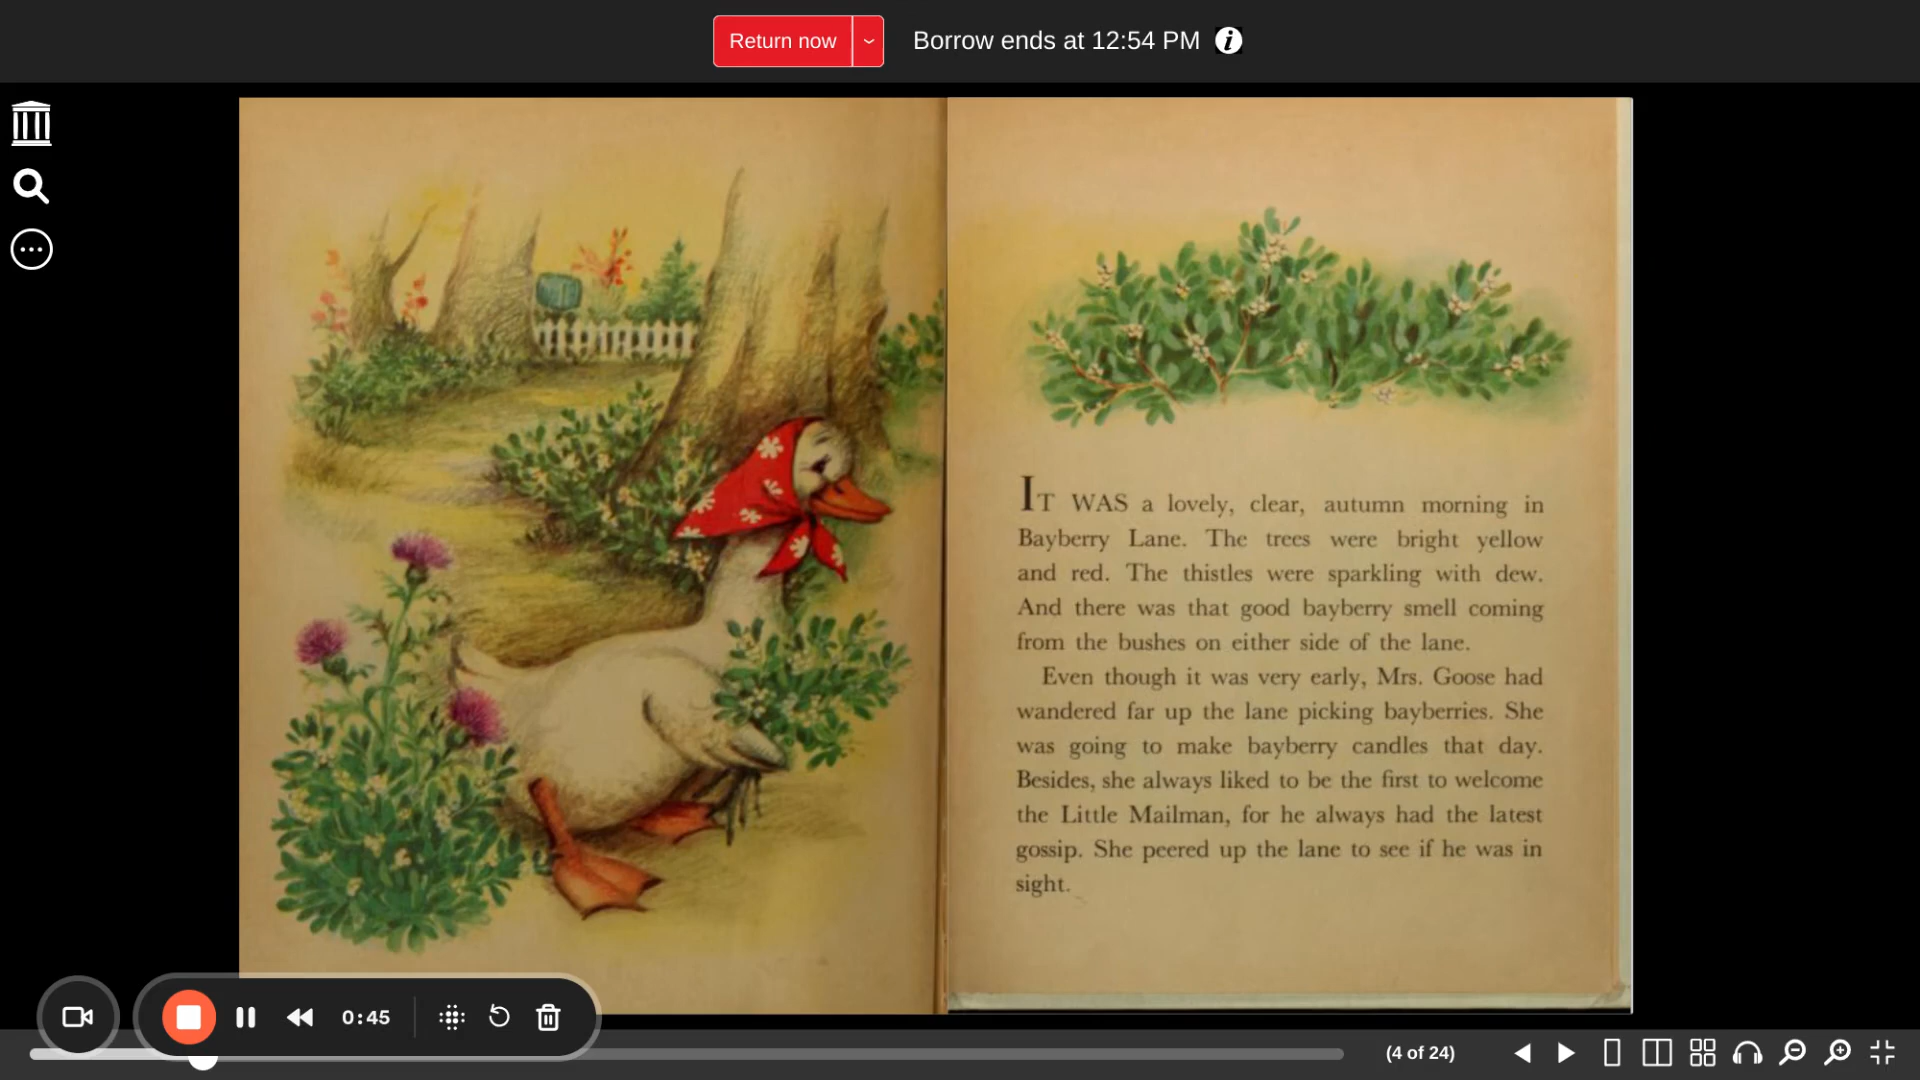 Return now
Borrow ends at 12:54 PM
IT WAS a lovely, clear, autumn morning in
Bayberry Lane. The trees were bright yellow
and red. The thistles were sparkling with dew.
And there was that good bayberry smell coming
from the bushes on either side of the lane.
Even though it was very early, Mrs. Goose had
wandered far up the lane picking bayberries. She
was going to make bayberry candles that day.
Besides, she always liked to be the first to welcome
the Little Mailman, for he always had the latest
gossip. She peered up the lane to see if he was in
sight.
0:45
(4 of 24)